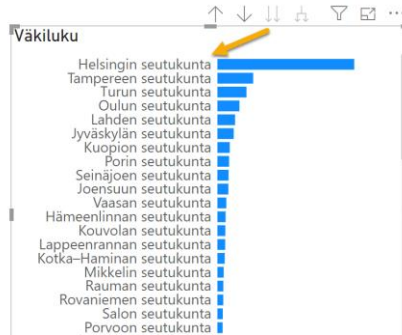 Väkiluku
Helsingin seutukunta
Tampereen seutukunta
Turun seutukunta
Oulun seutukunta
Lahden seutukunta
Jyväskylän seutukunta
Kuopion seutukunta
Porin seutukunta
Seinäjoen seutukunta
Joensuun seutukunta
Vaasan seutukunta
Hämeenlinnan seutukunta
Kouvolan seutukunta
Lappeenrannan seutukunta
Kotka–Haminan seutukunta
Mikkelin seutukunta
Rauman seutukunta
Rovaniemen seutukunta
Salon seutukunta
Porvoon seutukunta